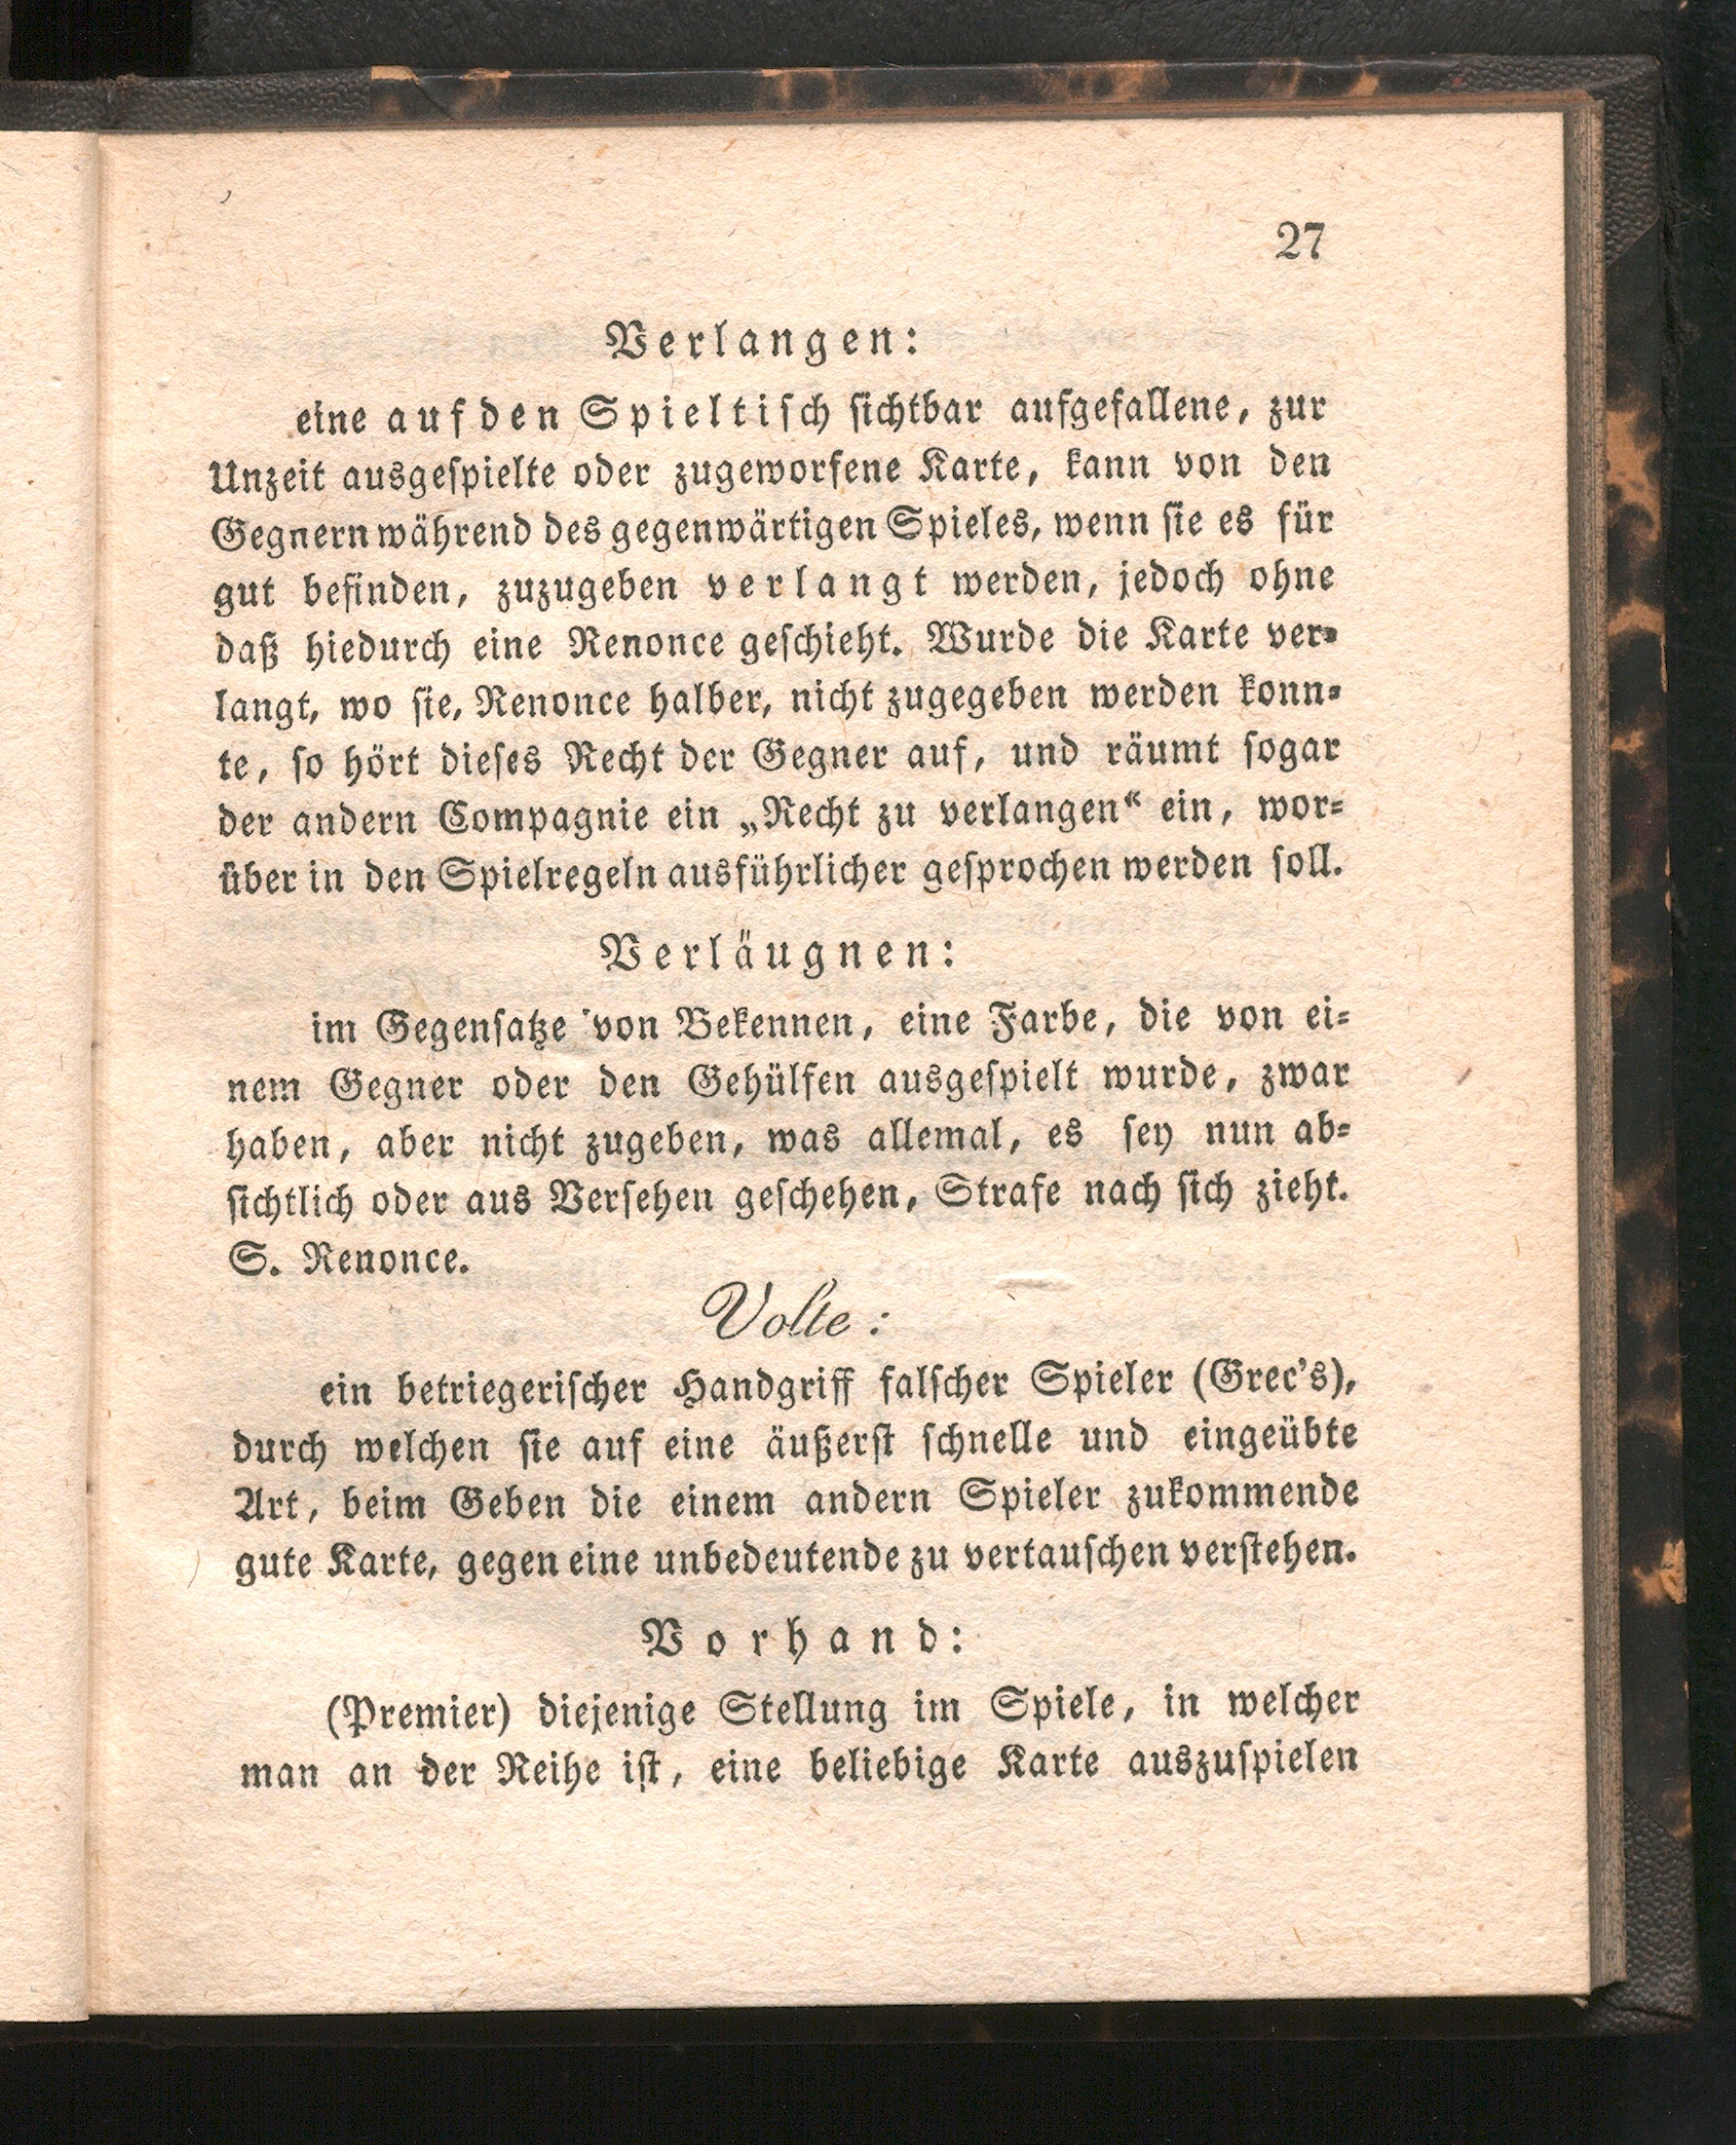 27
Verlangen:
eine auf den Spieltisch sichtbar aufgefallene, zur
Unzeit ausgespielte oder zugeworfene Karte, kann von den
Gegnern während des gegenwärtigen Spieles, wenn sie es für
gut befinden, zuzugeben verlangt werden, jedoch ohne
daß hiedurch eine Renonce geschieht. Wurde die Karte ver=
langt, wo sie, Renonce halber, nicht zugegeben werden konn=
te, so hört dieses Recht der Gegner auf, und räumt sogar
der andern Compagnie ein „Recht zu verlangen“ ein, wor=
über in den Spielregeln ausführlicher gesprochen werden soll.
Verläugnen:
im Gegensatze von Bekennen, eine Farbe, die von ei=
nem Gegner oder den Gehülfen ausgespielt wurde, zwar
haben, aber nicht zugeben, was allemal, es sey nun ab=
sichtlich oder aus Versehen geschehen, Strafe nach sich zieht.
S. Renonce.
Volte:
ein betriegerischer Handgriff falscher Spieler (Grec's),
durch welchen sie auf eine äußerst schnelle und eingeübte
Art, beim Geben die einem andern Spieler zukommende
gute Karte, gegen eine unbedeutende zu vertauschen verstehen.
Vorhand:
(Premier) diejenige Stellung im Spiele, in welcher
man an der Reihe ist, eine beliebige Karte auszuspielen